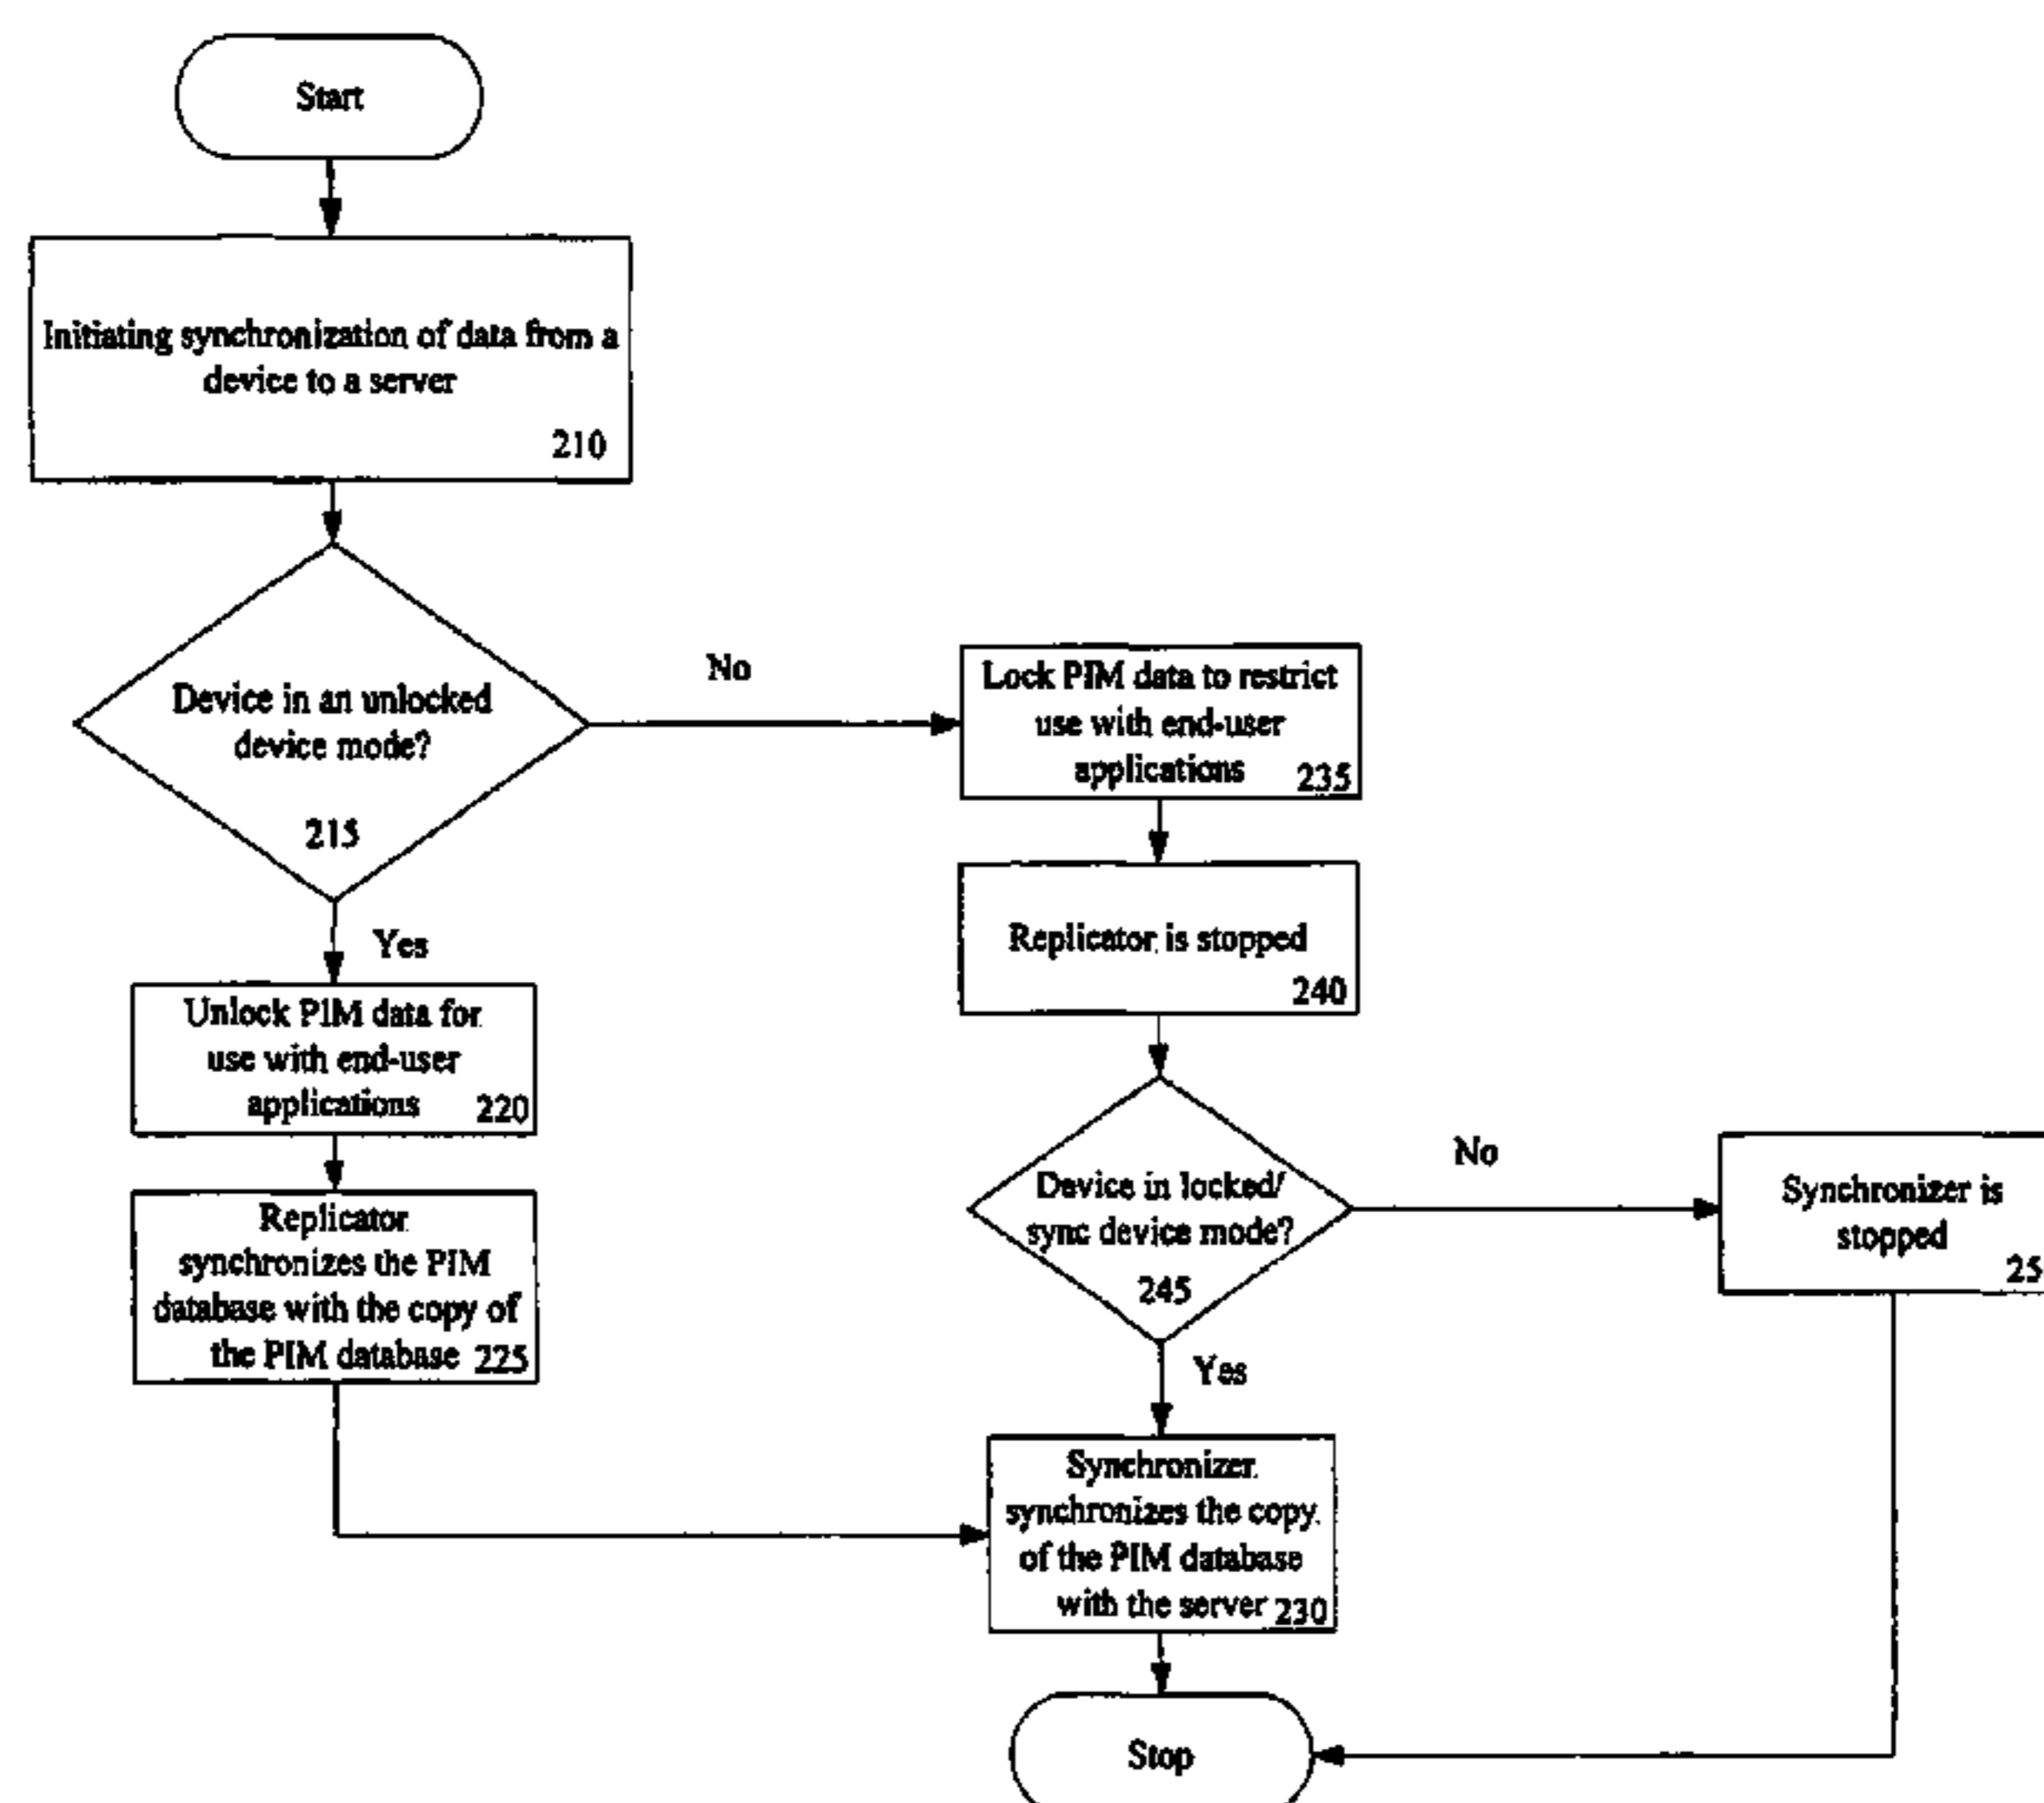 Start
Initiating synchronization of data from a
device to a server
210
Device in an unlocked
device mode?
215
No
Lock PIM data to restrict
use with end-user
applications 235
Replicator is stopped
240
Yes
Unlock PIM data for
use with end-user
applications 220
Replicator
synchronizes the PIM
database with the copy of
the PIM database 225
Device in locked/
sync device mode?
245
No
Synchronizer is
stopped
Yes
Synchronizer
synchronizes the copy
of the PIM database
with the server 230
Stop